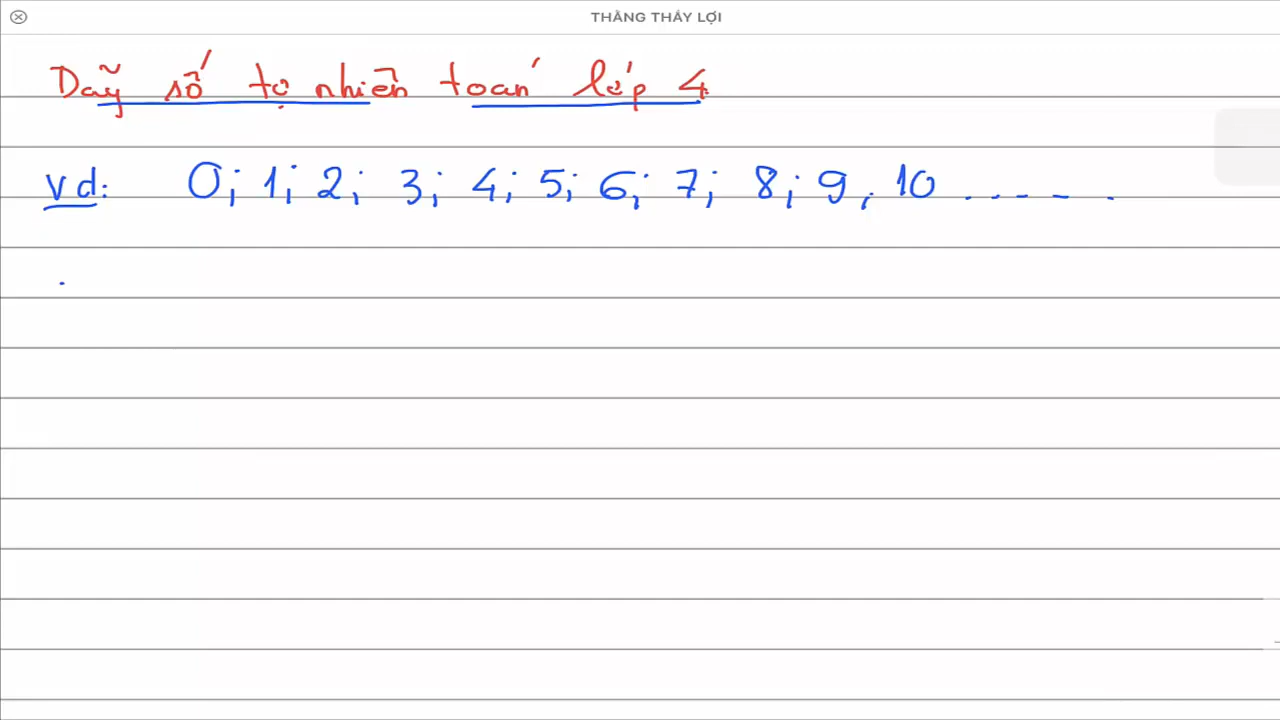 THẮNG THẦY LỢI
Dãy số tự nhiên toán lớp 4
Vd: 0; 1; 2; 3; 4; 5; 6; 7; 8; 9, 10 ......